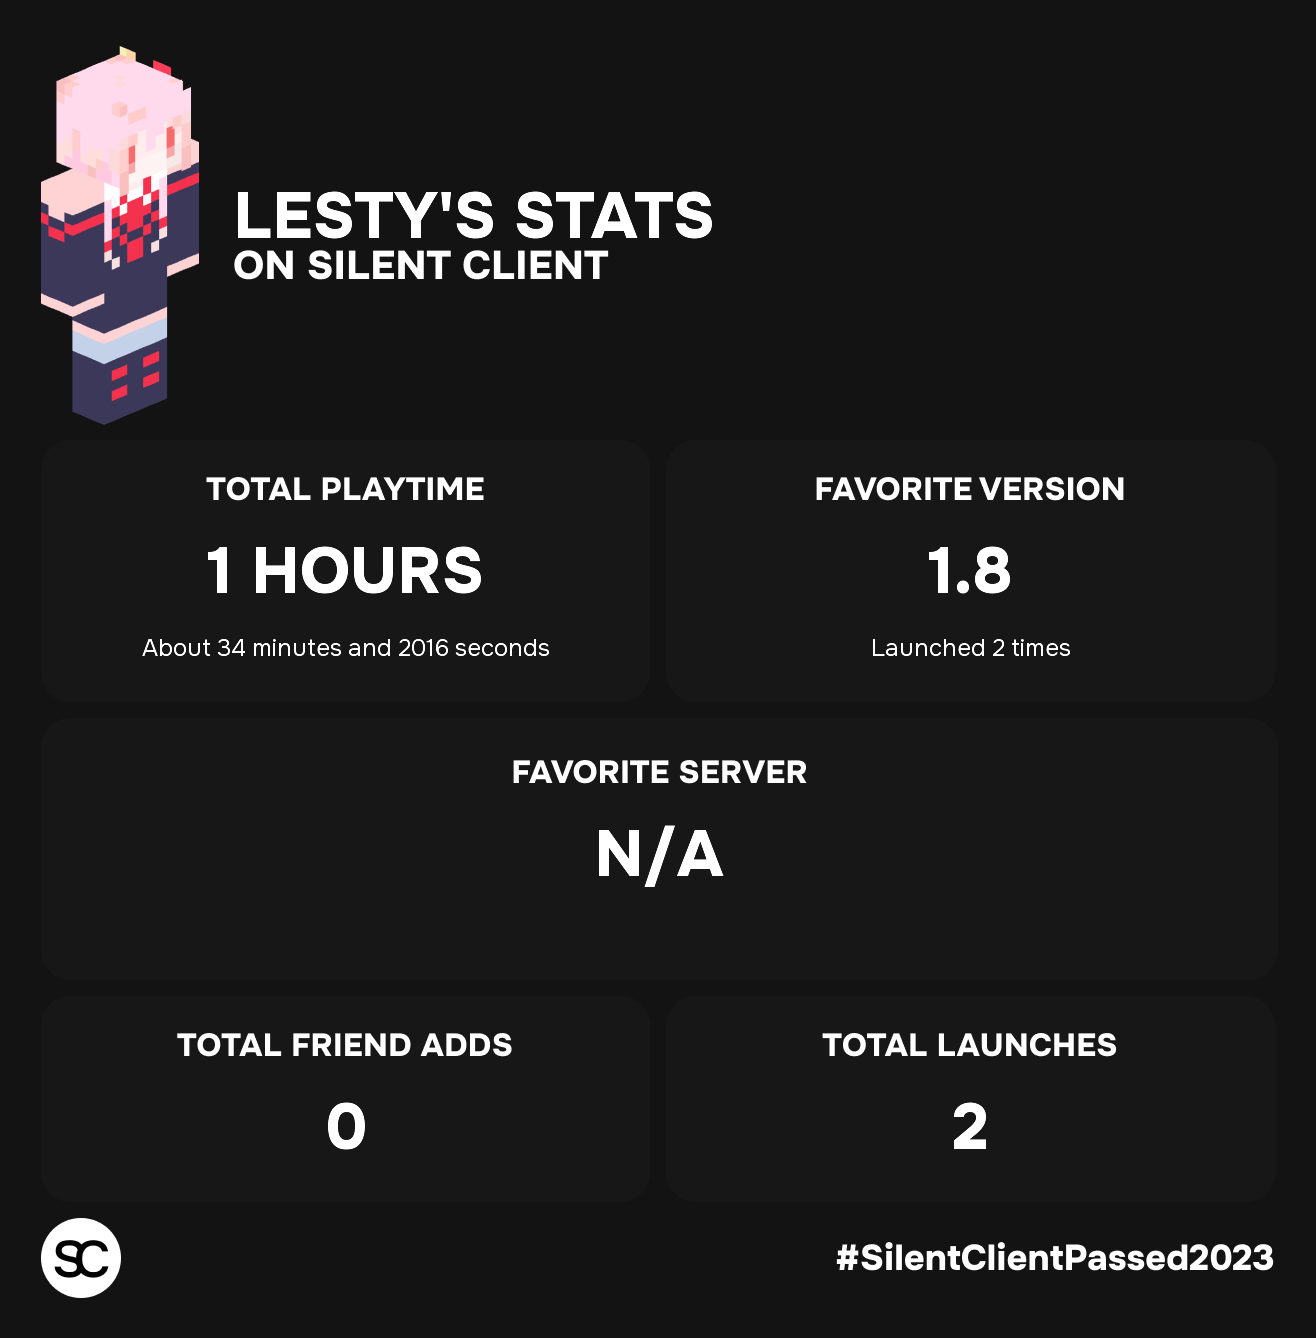 LESTY'S STATS
ON SILENT CLIENT
TOTAL PLAYTIME
1 HOURS
About 34 minutes and 2016 seconds
FAVORITE VERSION
1.8
Launched 2 times
FAVORITE SERVER
N/A
TOTAL FRIEND ADDS
0
TOTAL LAUNCHES
2
SC
#SilentClientPassed2023